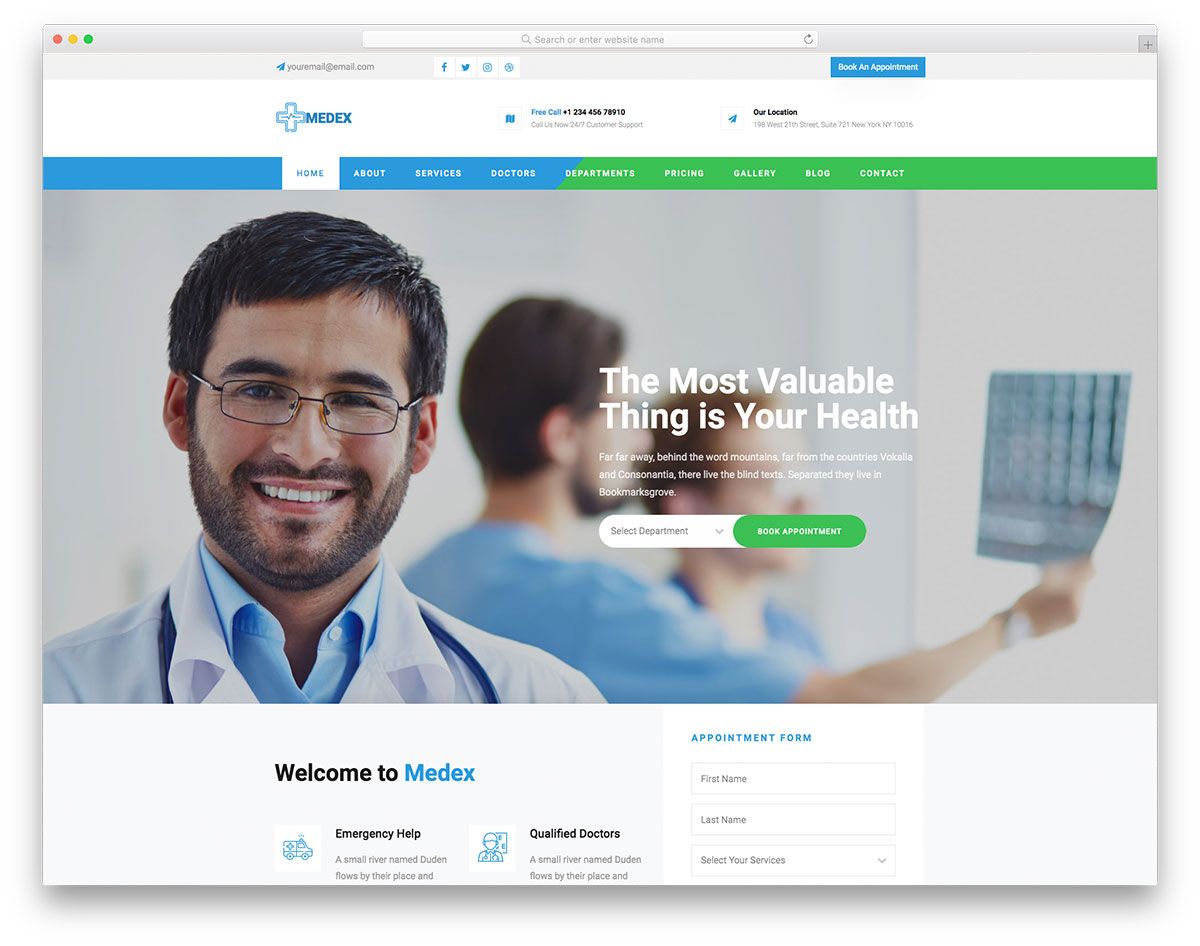 Search or enter website name
youremail@email.com
Book An Appointment
MEDEX
Free Call +1 234 456 78910
Call Us Now 24/7 Customer Support
Our Location
198 West 21th Street, Suite 721 New York NY 10016
HOME ABOUT SERVICES DOCTORS DEPARTMENTS PRICING GALLERY BLOG CONTACT
The Most Valuable
Thing is Your Health
Far far away, behind the word mountains, far from the countries Vokalia
and Consonantia, there live the blind texts. Separated they live in
Bookmarksgrove.
Select Department
BOOK APPOINTMENT
Welcome to Medex
Emergency Help
A small river named Duden
flows by their place and
Qualified Doctors
A small river named Duden
flows by their place and
APPOINTMENT FORM
First Name
Last Name
Select Your Services